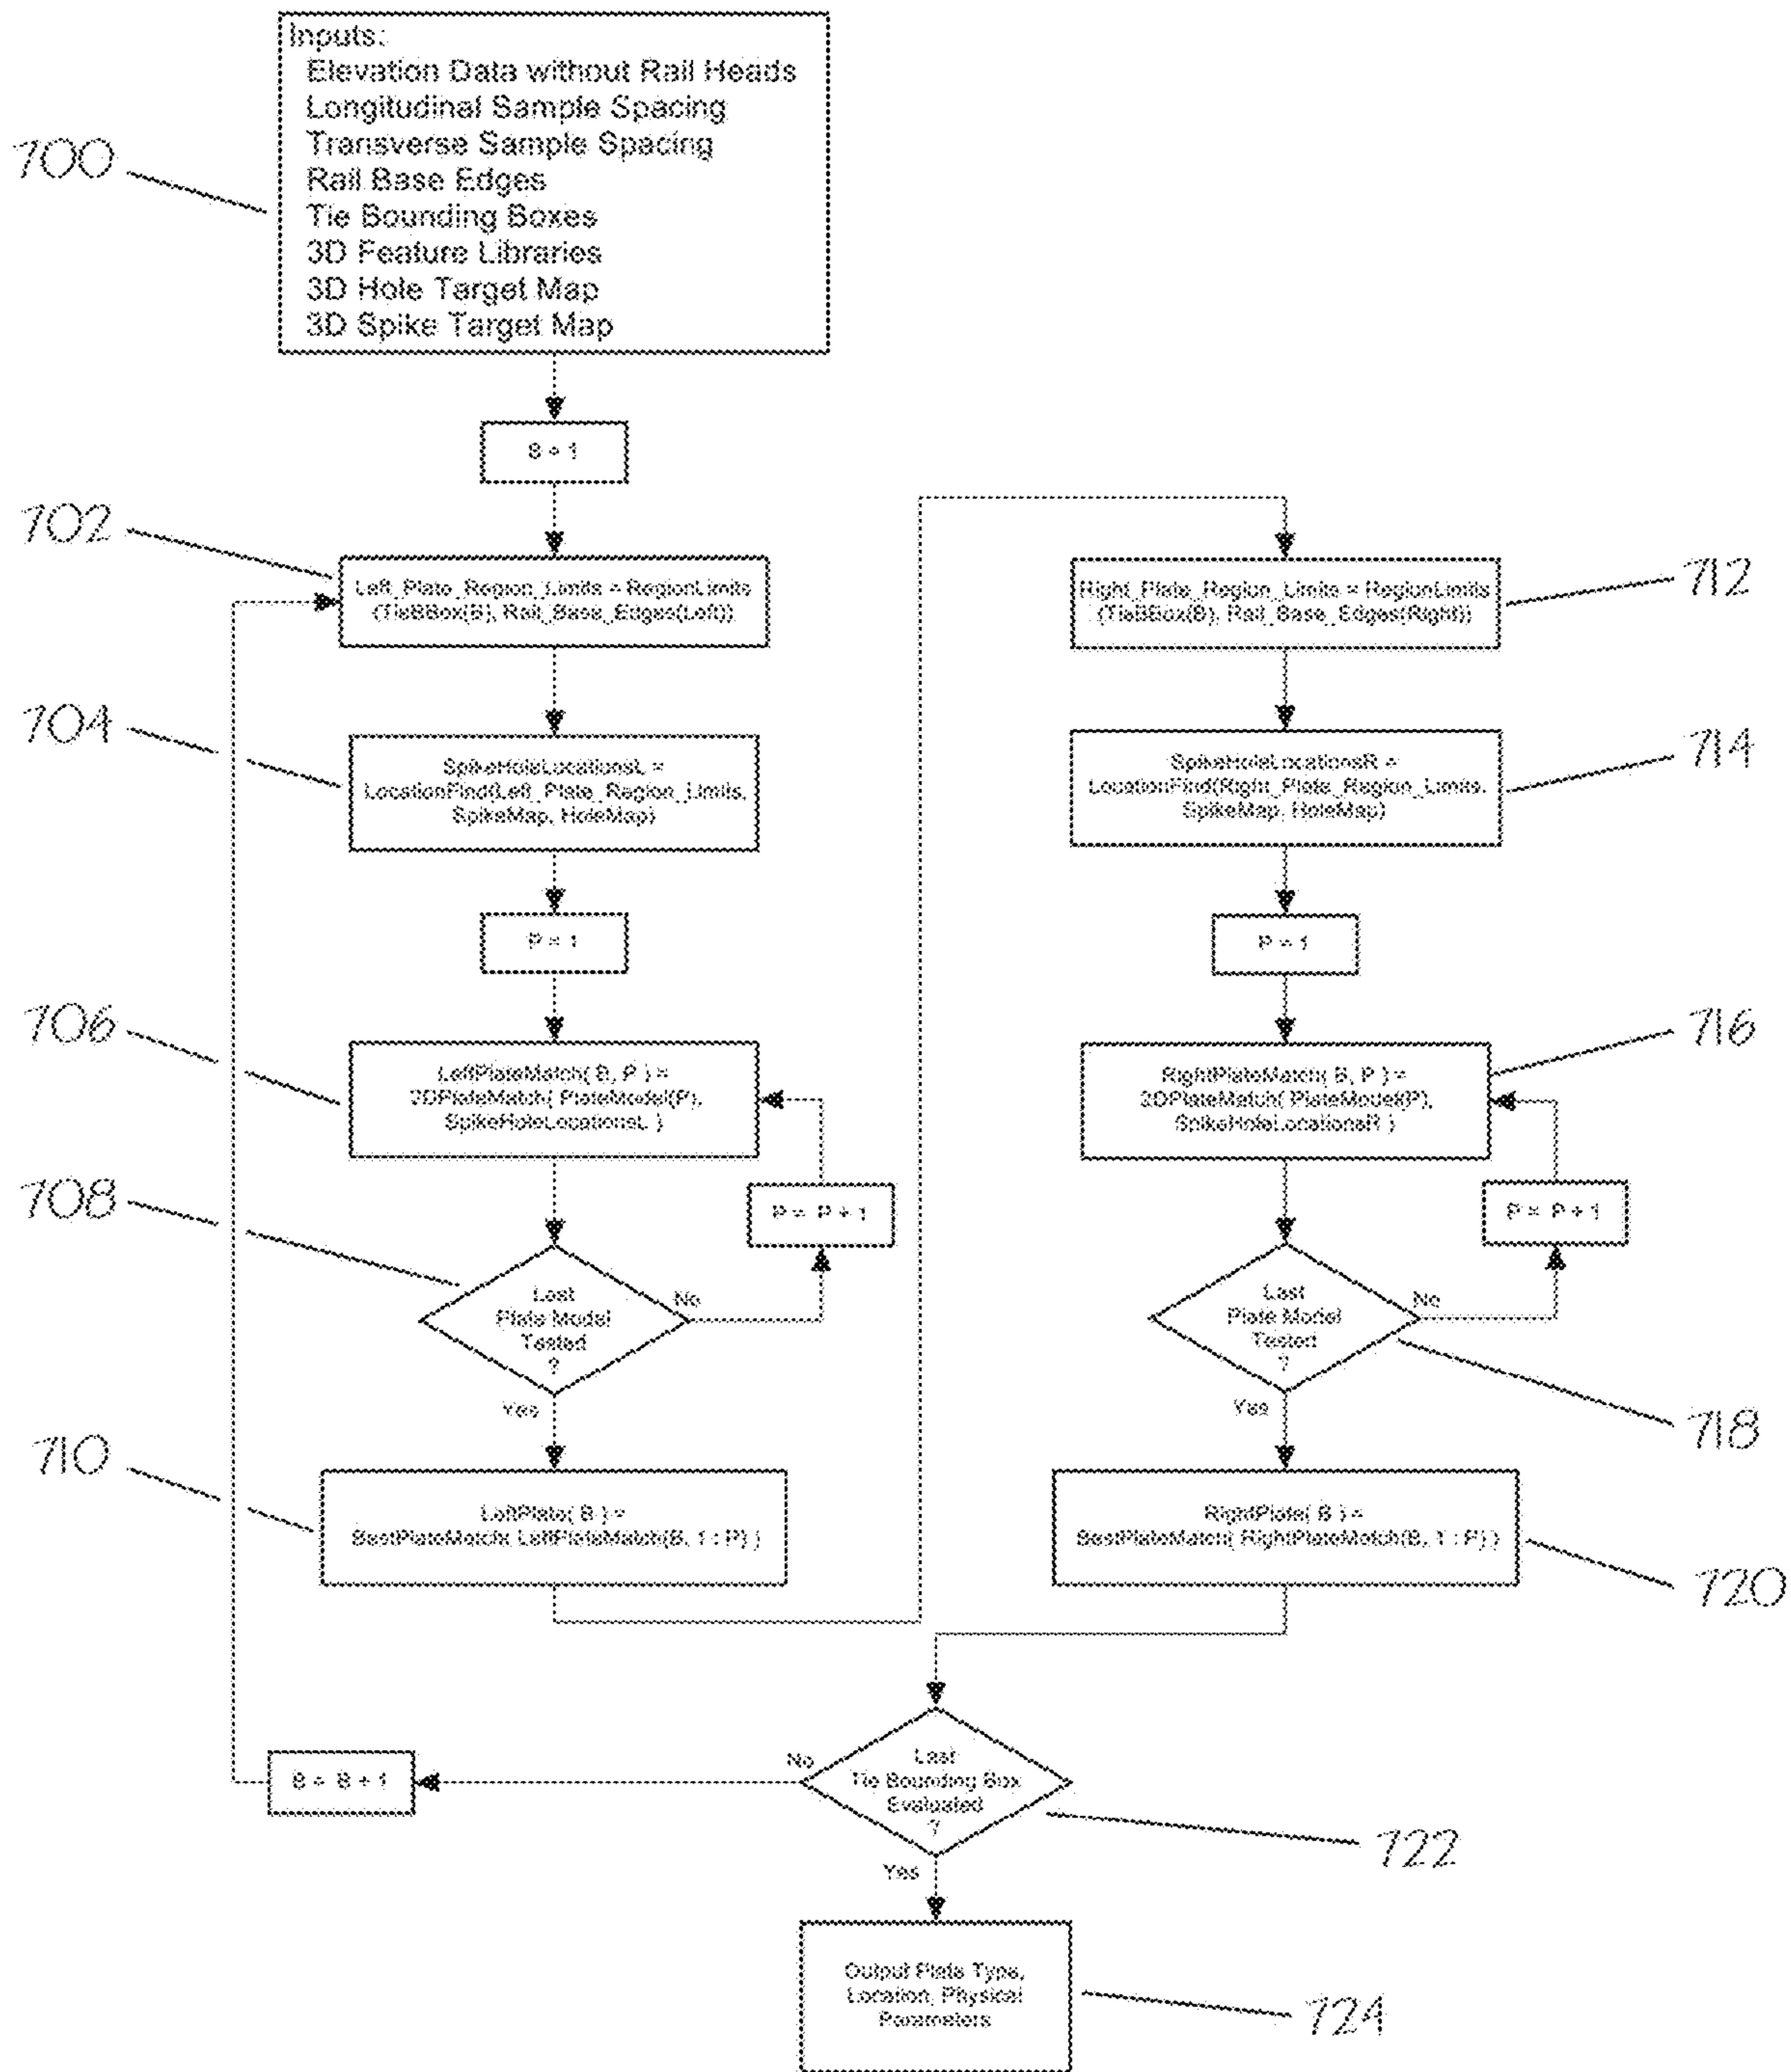 Inputs:
Elevation Data without Rail Heads
Longitudinal Sample Spacing
Transverse Sample Spacing
Rail Base Edges
Tie Bounding Boxes
3D Feature Libraries
3D Hole Target Map
3D Spike Target Map
700
B = 1
702
Left_Plate_Region_Limits = RegionLimits
(TieBBox(B), Rail_Base_Edges(Left))
704
SpikeHoleLocationsL =
LocationFind(Left_Plate_Region_Limits,
SpikeMap, HoleMap)
P = 1
706
LeftPlateMatch( B, P ) =
2DPlateMatch( PlateModel(P),
SpikeHoleLocationsL )
P = P + 1
708
Last
Plate Model
Tested
?
No
Yes
710
LeftPlate( B ) =
BestPlateMatch( LeftPlateMatch(B, 1 : P) )
Right_Plate_Region_Limits = RegionLimits
(TieBBox(B), Rail_Base_Edges(Right))
712
SpikeHoleLocationsR =
LocationFind(Right_Plate_Region_Limits,
SpikeMap, HoleMap)
714
P = 1
RightPlateMatch( B, P ) =
2DPlateMatch( PlateModel(P),
SpikeHoleLocationsR )
716
P = P + 1
Last
Plate Model
Tested
?
No
Yes
718
RightPlate( B ) =
BestPlateMatch( RightPlateMatch(B, 1 : P) )
720
B = B + 1
No
Last
Tie Bounding Box
Evaluated
?
Yes
722
Output Plate Type,
Location, Physical
Parameters
724